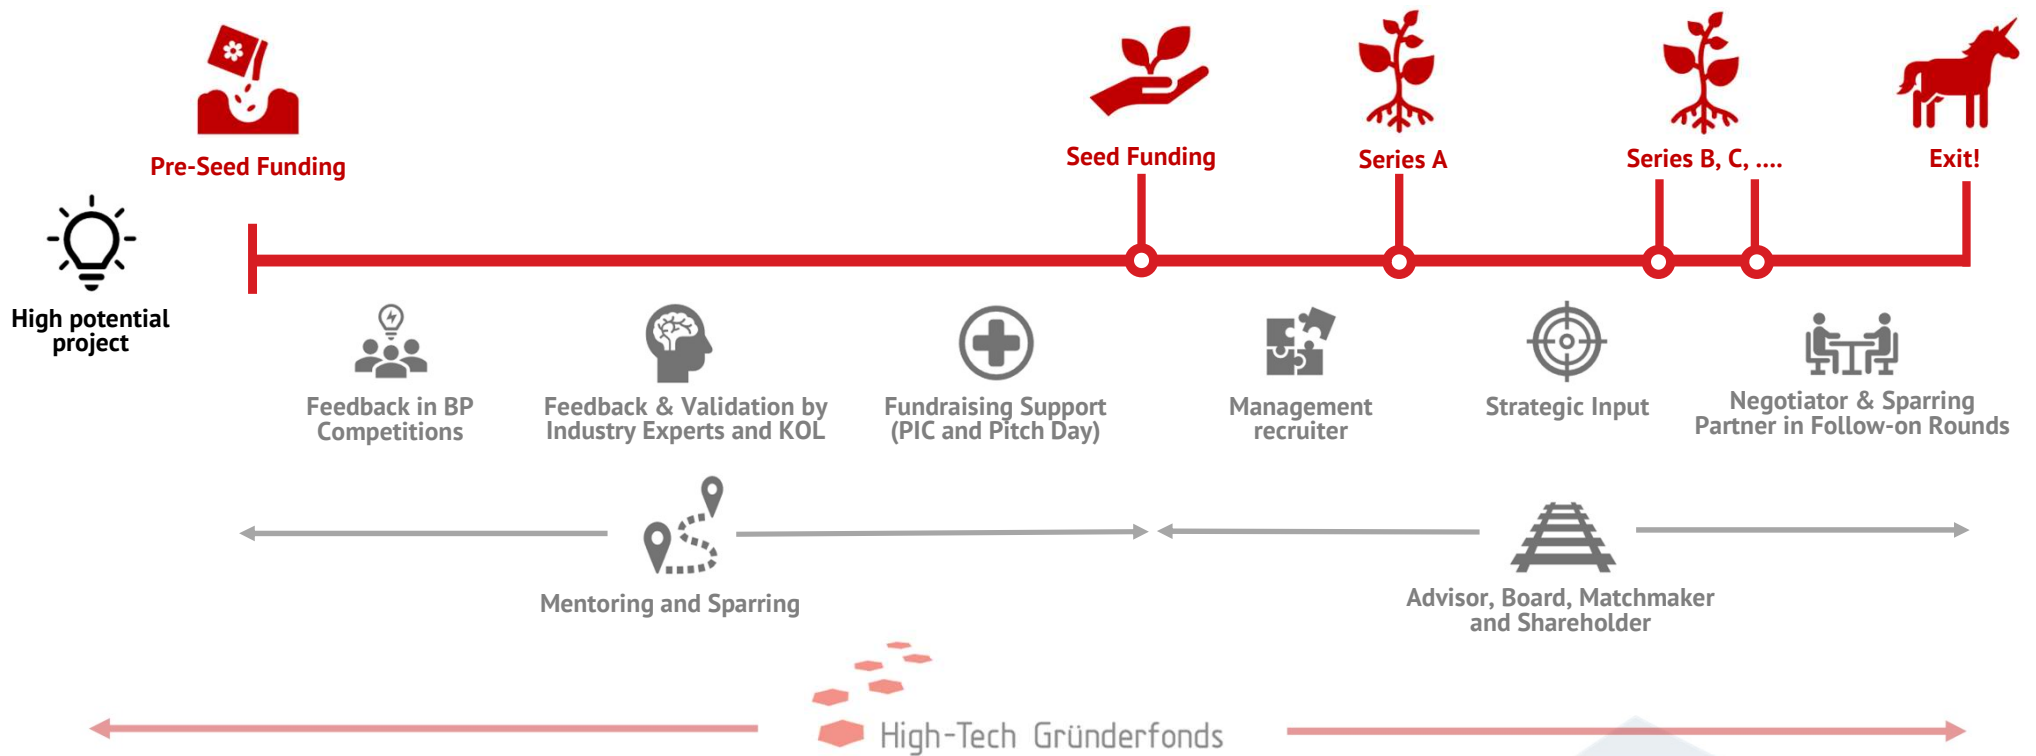 Pre-Seed Funding
Seed Funding
Series A
Series B, C, ....
Exit!
High potential
project
Feedback in BP
Competitions
Feedback & Validation by
Industry Experts and KOL
Fundraising Support
(PIC and Pitch Day)
Management
recruiter
Strategic Input
Negotiator & Sparring
Partner in Follow-on Rounds
Mentoring and Sparring
Advisor, Board, Matchmaker
and Shareholder
High-Tech Gründerfonds